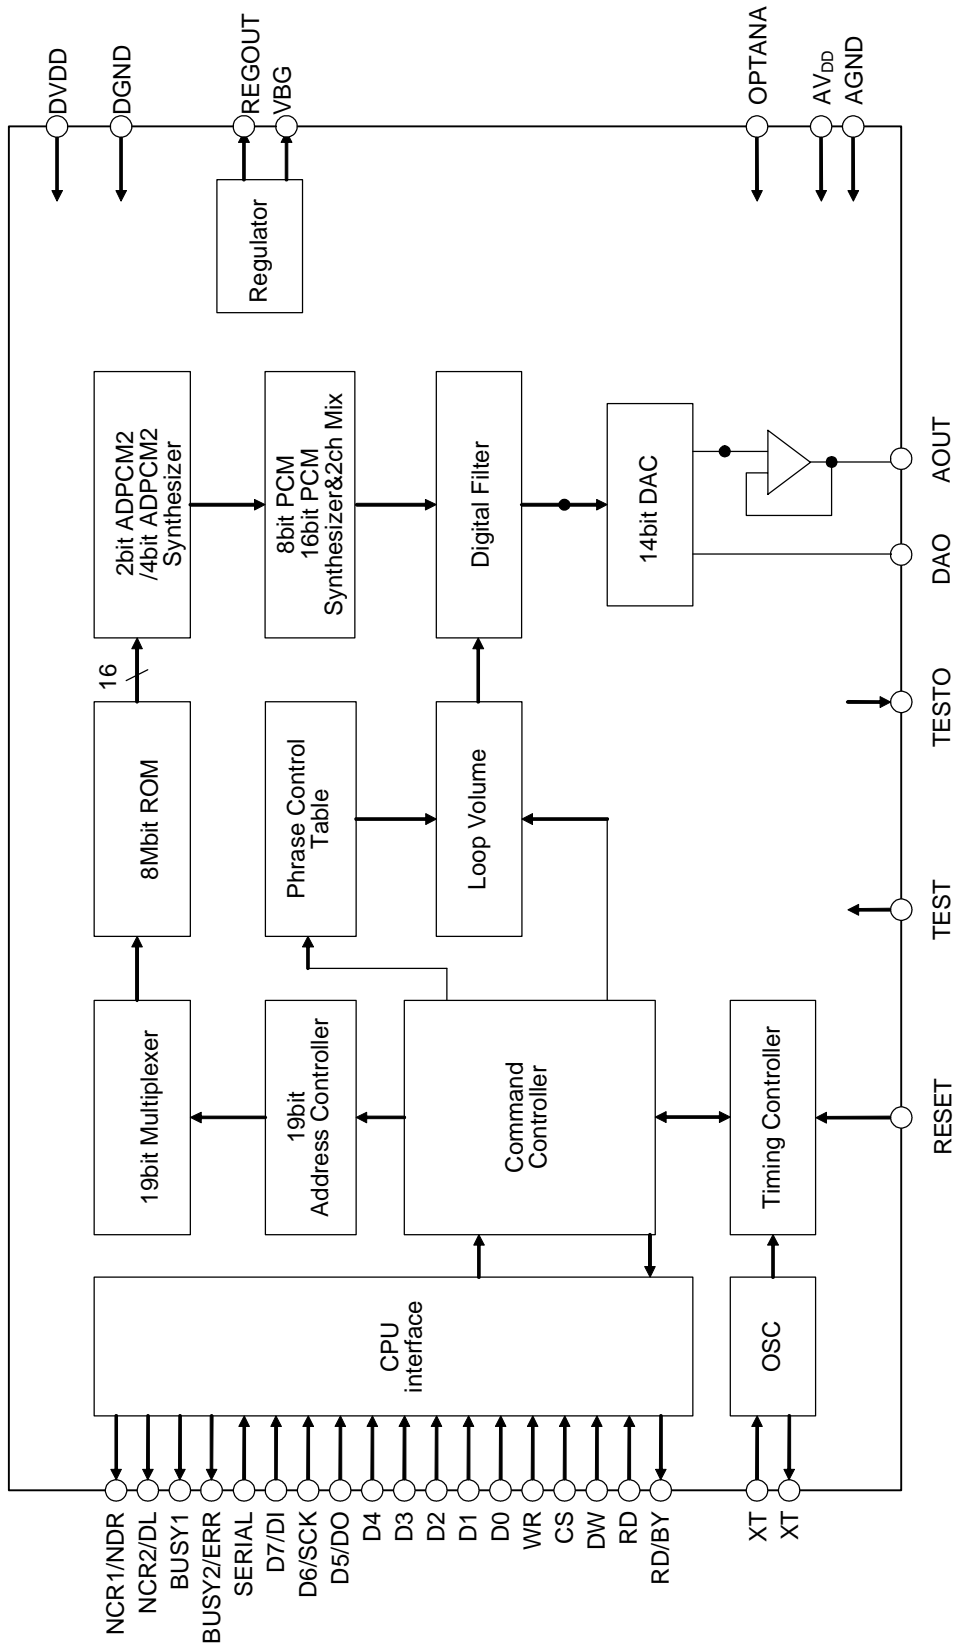 NCR1/NDR
NCR2/DL
BUSY1
BUSY2/ERR
SERIAL
D7/DI
D6/SCK
D5/DO
D4
D3
D2
D1
D0
WR
CS
DW
RD
RD/BY
XT
XT
CPU
interface
OSC
19bit Multiplexer
19bit
Address Controller
Command
Controller
Timing Controller
RESET
8Mbit ROM
16
Phrase Control
Table
Loop Volume
TEST
TESTO
2bit ADPCM2
/4bit ADPCM2
Synthesizer
8bit PCM
16bit PCM
Synthesizer&2ch Mix
Digital Filter
14bit DAC
DAO
AOUT
Regulator
DVDD
DGND
REGOUT
VBG
OPTANA
AVDD
AGND